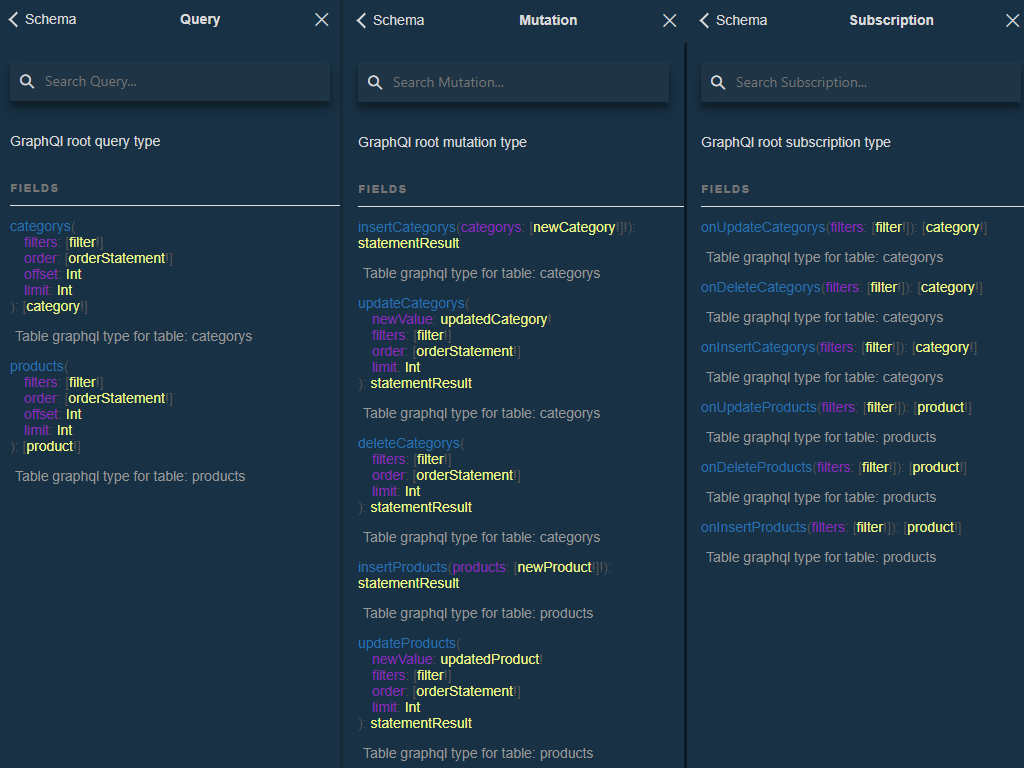 Schema
Query
Search Query...
GraphQl root query type
FIELDS
categorys(
filters: [filter!]
order: [orderStatement!]
offset: Int
limit: Int
): [category!]
Table graphql type for table: categorys
products(
filters: [filter!]
order: [orderStatement!]
offset: Int
limit: Int
): [product!]
Table graphql type for table: products
Schema
Mutation
Search Mutation...
GraphQl root mutation type
FIELDS
insertCategorys(categorys: [newCategory!]!):
statementResult
Table graphql type for table: categorys
updateCategorys(
newValue: updatedCategory!
filters: [filter!]
order: [orderStatement!]
limit: Int
): statementResult
Table graphql type for table: categorys
deleteCategorys(
filters: [filter!]
order: [orderStatement!]
limit: Int
): statementResult
Table graphql type for table: categorys
insertProducts(products: [newProduct!]!):
statementResult
Table graphql type for table: products
updateProducts(
newValue: updatedProduct!
filters: [filter!]
order: [orderStatement!]
limit: Int
): statementResult
Table graphql type for table: products
Schema
Subscription
Search Subscription...
GraphQl root subscription type
FIELDS
onUpdateCategorys(filters: [filter!]): [category!]
Table graphql type for table: categorys
onDeleteCategorys(filters: [filter!]): [category!]
Table graphql type for table: categorys
onInsertCategorys(filters: [filter!]): [category!]
Table graphql type for table: categorys
onUpdateProducts(filters: [filter!]): [product!]
Table graphql type for table: products
onDeleteProducts(filters: [filter!]): [product!]
Table graphql type for table: products
onInsertProducts(filters: [filter!]): [product!]
Table graphql type for table: products